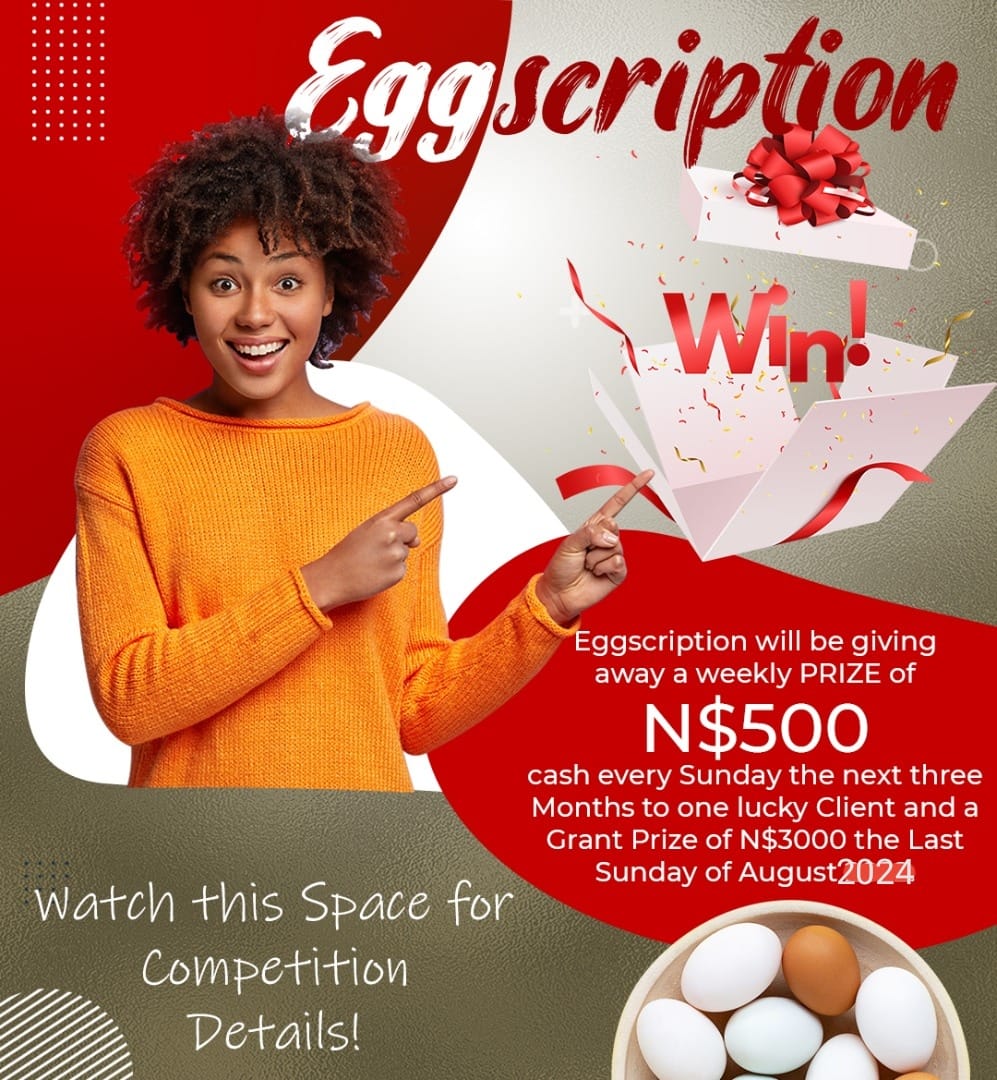 Eggscription
Win!
Eggscription will be giving
away a weekly PRIZE of
N$500
cash every Sunday the next three
Months to one lucky Client and a
Grant Prize of N$3000 the Last
Sunday of August 2024
Watch this Space for
Competition
Details!